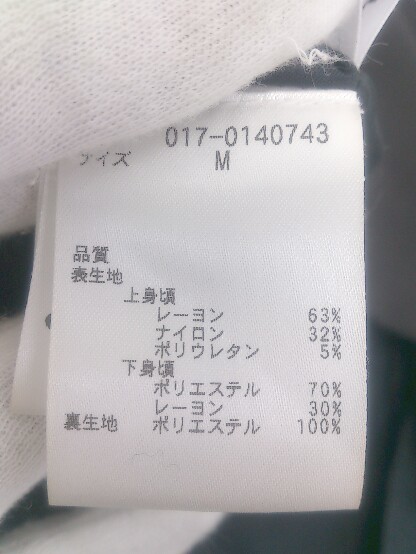 017-0140743
サイズ M
品質
表生地
上身頃
レーヨン 63%
ナイロン 32%
ポリウレタン 5%
下身頃
ポリエステル 70%
レーヨン 30%
裏生地 ポリエステル 100%